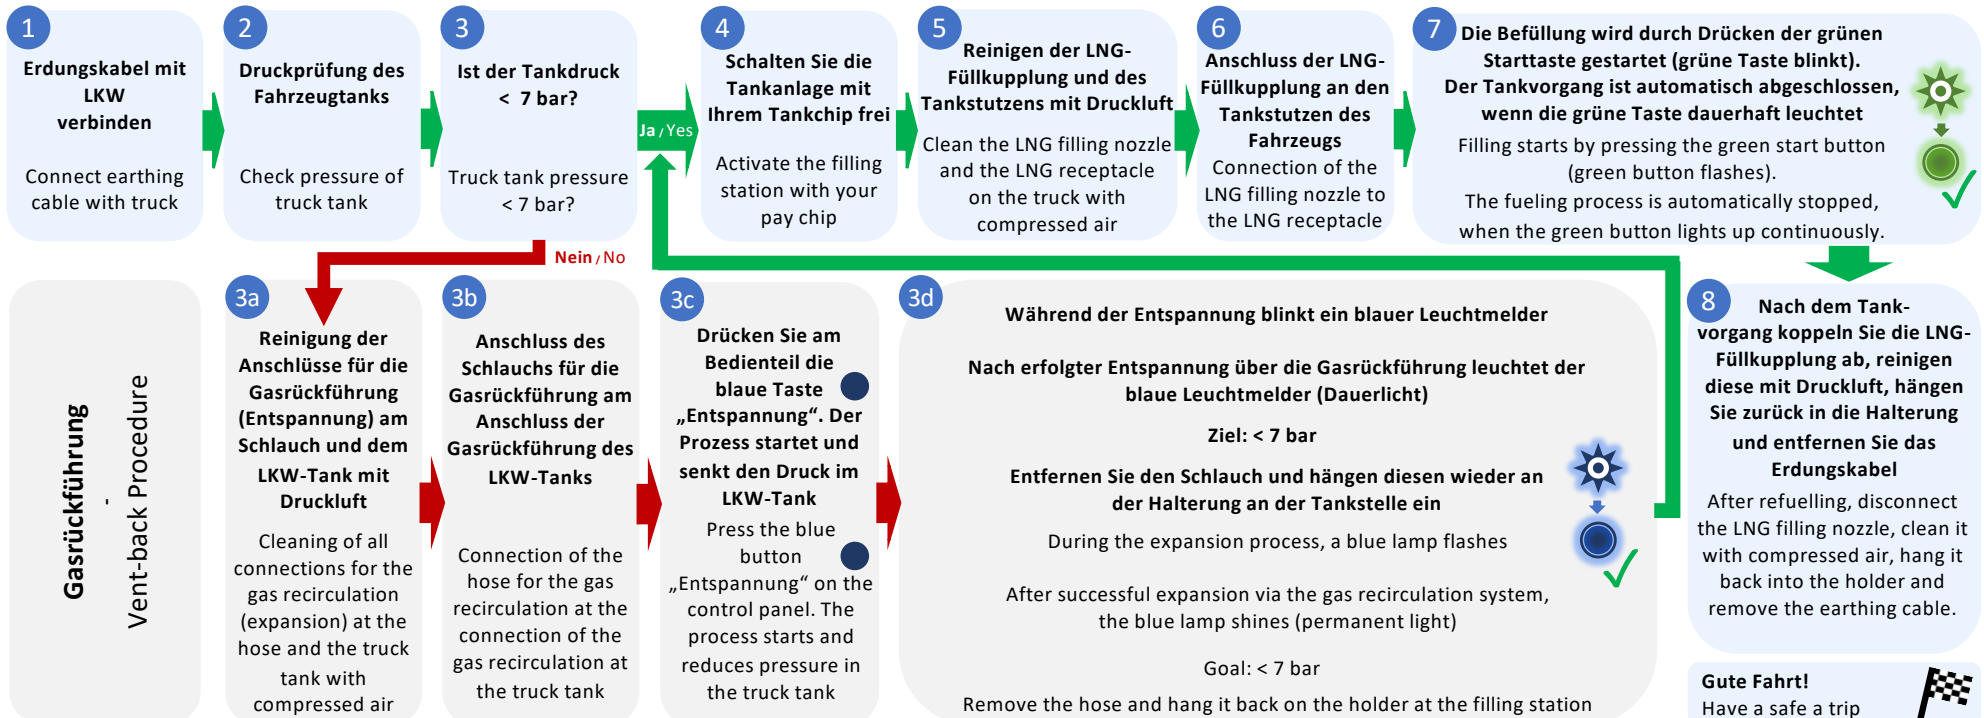 1
Erdungskabel mit
LKW
verbinden
Connect earthing
cable with truck
2
Druckprüfung des
Fahrzeugtanks
Check pressure of
truck tank
3
Ist der Tankdruck
< 7 bar?
Truck tank pressure
< 7 bar?
Ja / Yes
Nein / No
4
Schalten Sie die
Tankanlage mit
Ihrem Tankchip frei
Activate the filling
station with your
pay chip
5
Reinigen der LNG-
Füllkupplung und des
Tankstutzens mit Druckluft
Clean the LNG filling nozzle
and the LNG receptacle
on the truck with
compressed air
6
Anschluss der LNG-
Füllkupplung an den
Tankstutzen des
Fahrzeugs
Connection of the
LNG filling nozzle to
the LNG receptacle
7
Die Befüllung wird durch Drücken der grünen
Starttaste gestartet (grüne Taste blinkt).
Der Tankvorgang ist automatisch abgeschlossen,
wenn die grüne Taste dauerhaft leuchtet
Filling starts by pressing the green start button
(green button flashes).
The fueling process is automatically stopped,
when the green button lights up continuously.
Gasrückführung
-
Vent-back Procedure
3a
Reinigung der
Anschlüsse für die
Gasrückführung
(Entspannung) am
Schlauch und dem
LKW-Tank mit
Druckluft
Cleaning of all
connections for the
gas recirculation
(expansion) at the
hose and the truck
tank with
compressed air
3b
Anschluss des
Schlauchs für die
Gasrückführung am
Anschluss der
Gasrückführung des
LKW-Tanks
Connection of the
hose for the gas
recirculation at the
connection of the
gas recirculation at
the truck tank
3c
Drücken Sie am
Bedienteil die
blaue Taste
„Entspannung“. Der
Prozess startet und
senkt den Druck im
LKW-Tank
Press the blue
button
„Entspannung“ on the
control panel. The
process starts and
reduces pressure in
the truck tank
3d
Während der Entspannung blinkt ein blauer Leuchtmelder
Nach erfolgter Entspannung über die Gasrückführung leuchtet der
blaue Leuchtmelder (Dauerlicht)
Ziel: < 7 bar
Entfernen Sie den Schlauch und hängen diesen wieder an
der Halterung an der Tankstelle ein
During the expansion process, a blue lamp flashes
After successful expansion via the gas recirculation system,
the blue lamp shines (permanent light)
Goal: < 7 bar
Remove the hose and hang it back on the holder at the filling station
8
Nach dem Tank-
vorgang koppeln Sie die LNG-
Füllkupplung ab, reinigen
diese mit Druckluft, hängen
Sie zurück in die Halterung
und entfernen Sie das
Erdungskabel
After refuelling, disconnect
the LNG filling nozzle, clean it
with compressed air, hang it
back into the holder and
remove the earthing cable.
Gute Fahrt!
Have a safe a trip